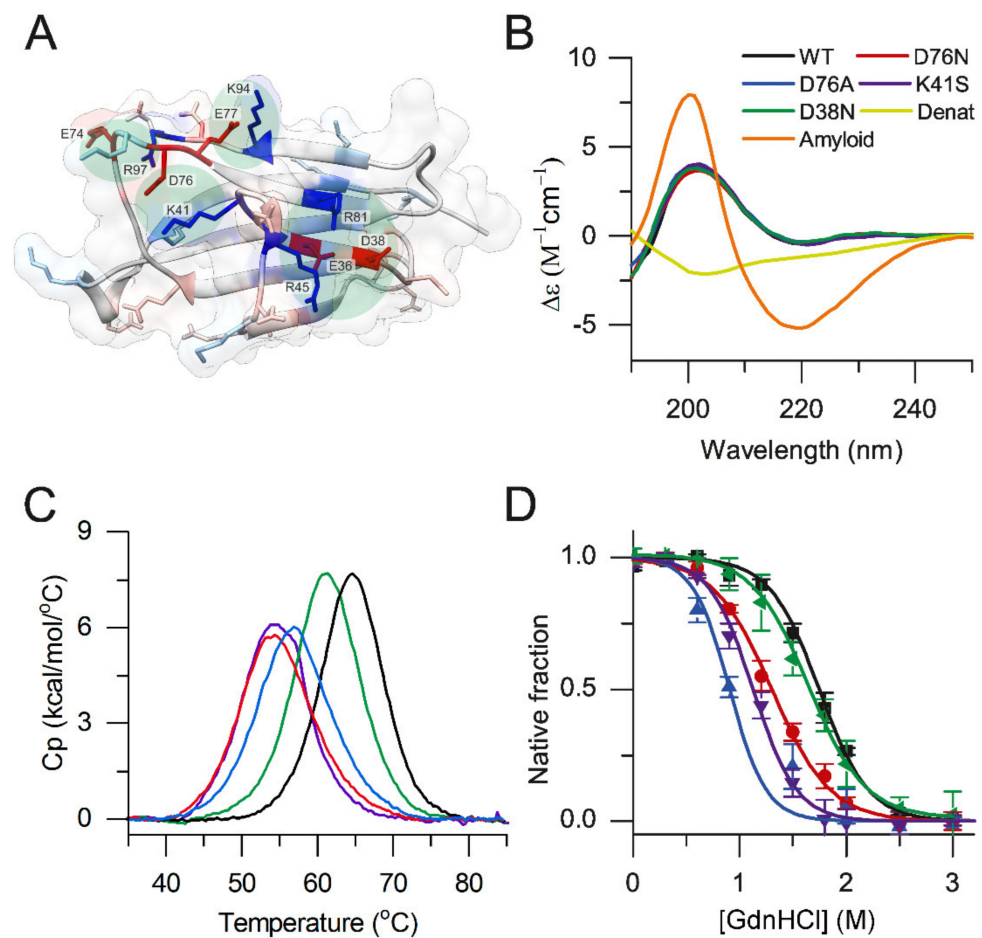 A
K94
E77
E74
R97
D76
K41
R81
D38
E36
R45
B
10
5
0
-5
Δε (M⁻¹cm⁻¹)
WT
D76N
D76A
K41S
D38N
Denat
Amyloid
200
220
240
Wavelength (nm)
C
9
6
3
0
Cp (kcal/mol/°C)
40
50
60
70
80
Temperature (°C)
D
1.0
0.5
0.0
Native fraction
0
1
2
3
[GdnHCl] (M)